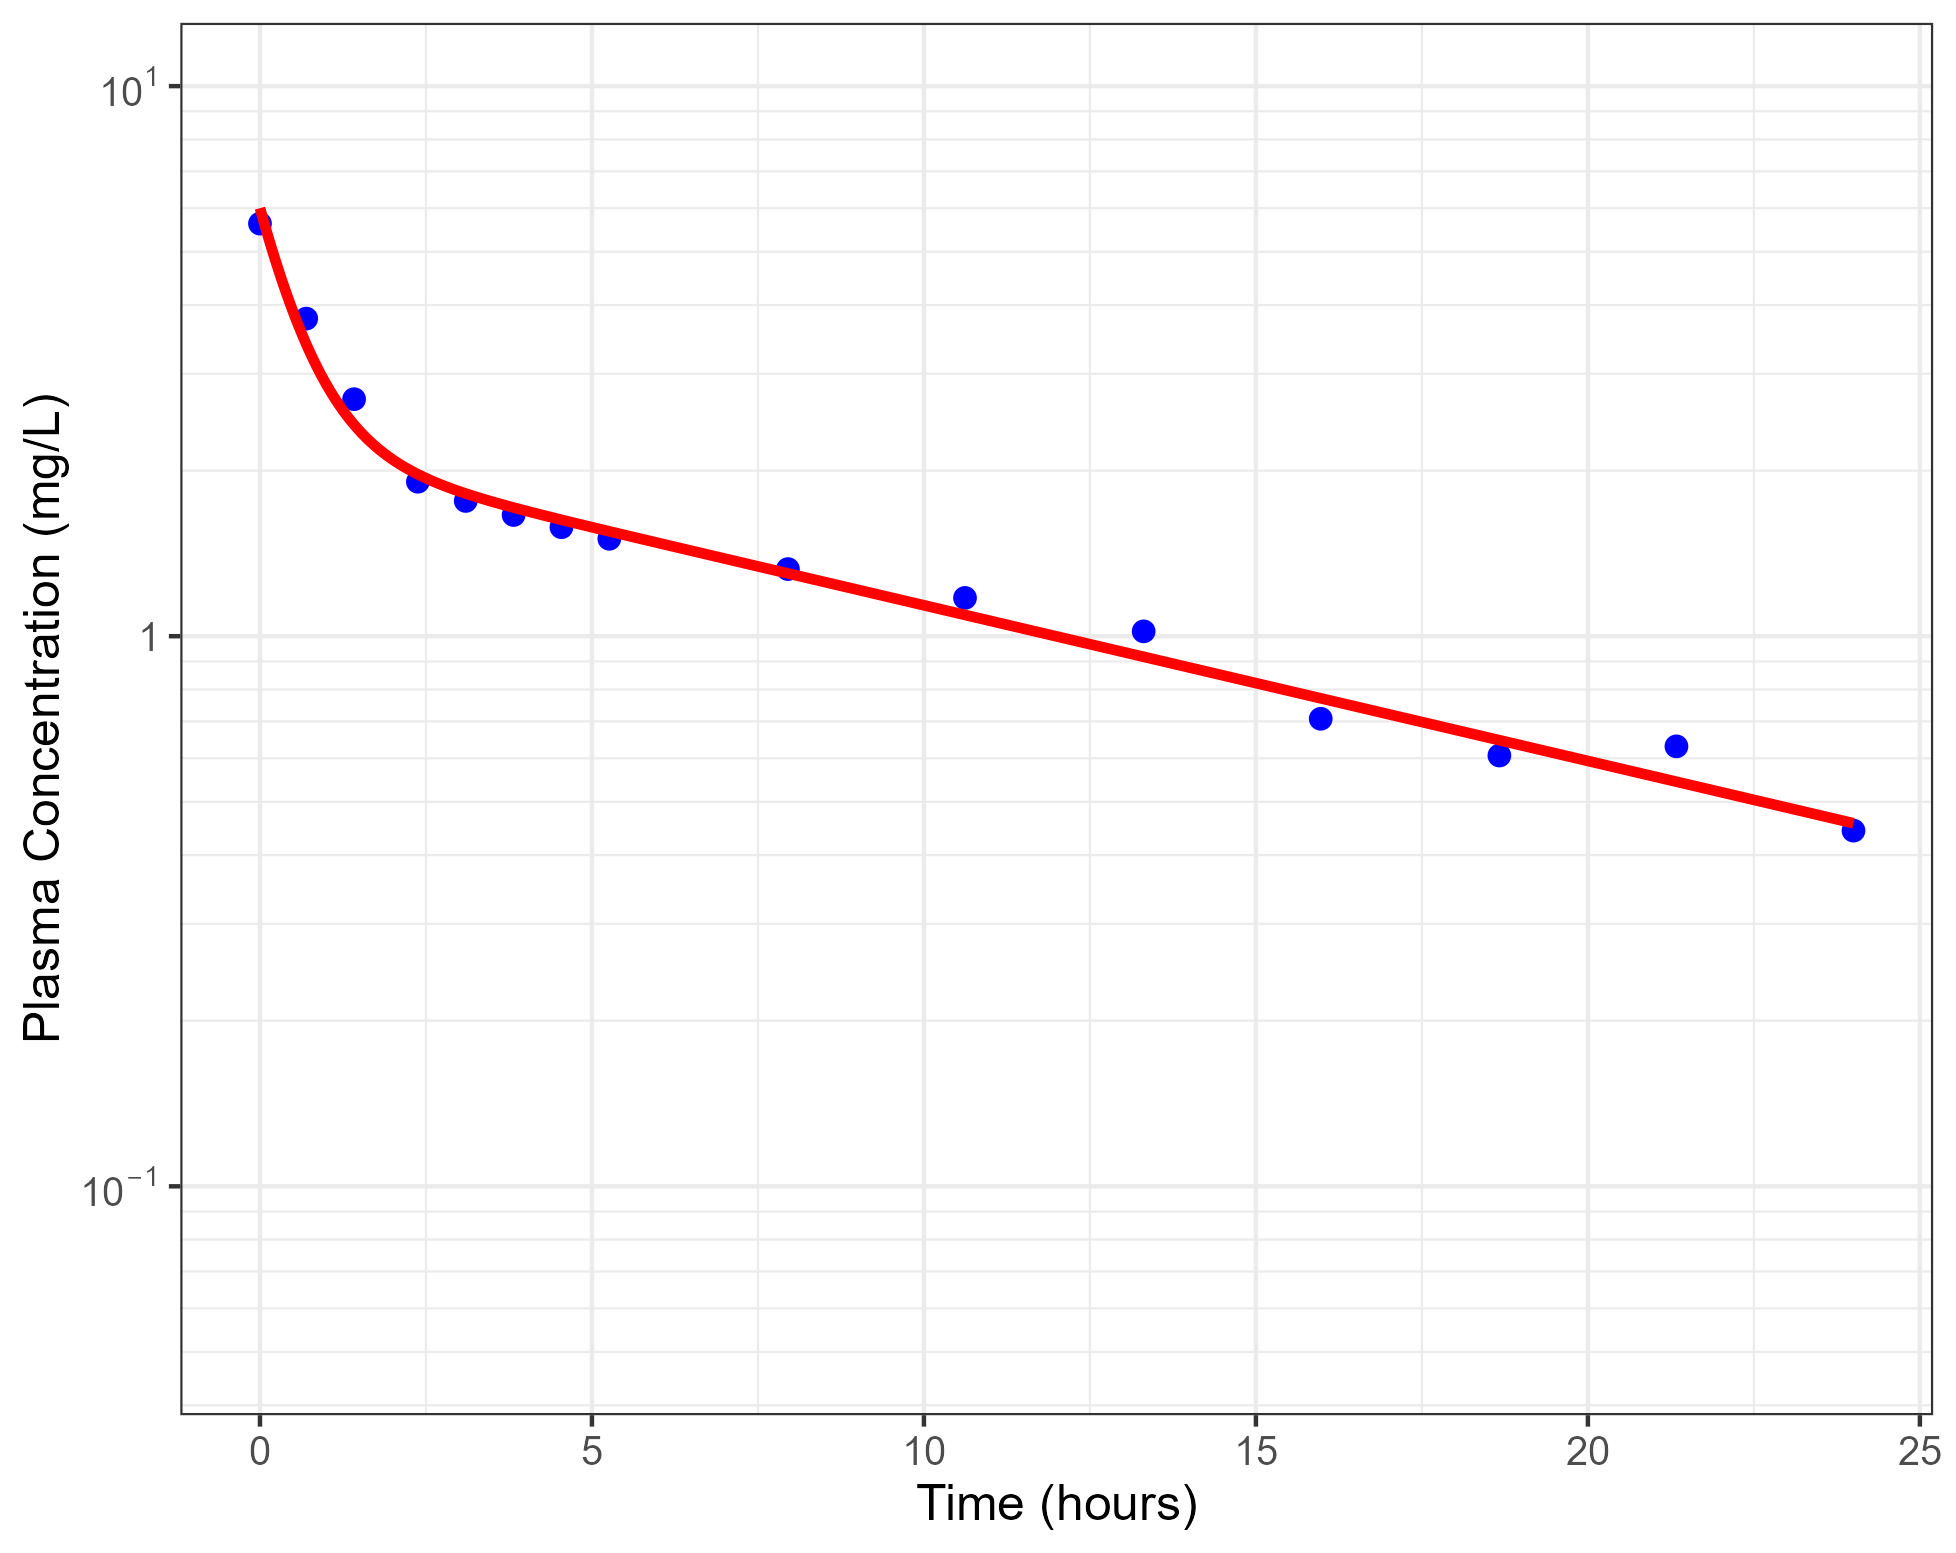 Plasma Concentration (mg/L)
10¹
1
10⁻¹
0 5 10 15 20 25
Time (hours)